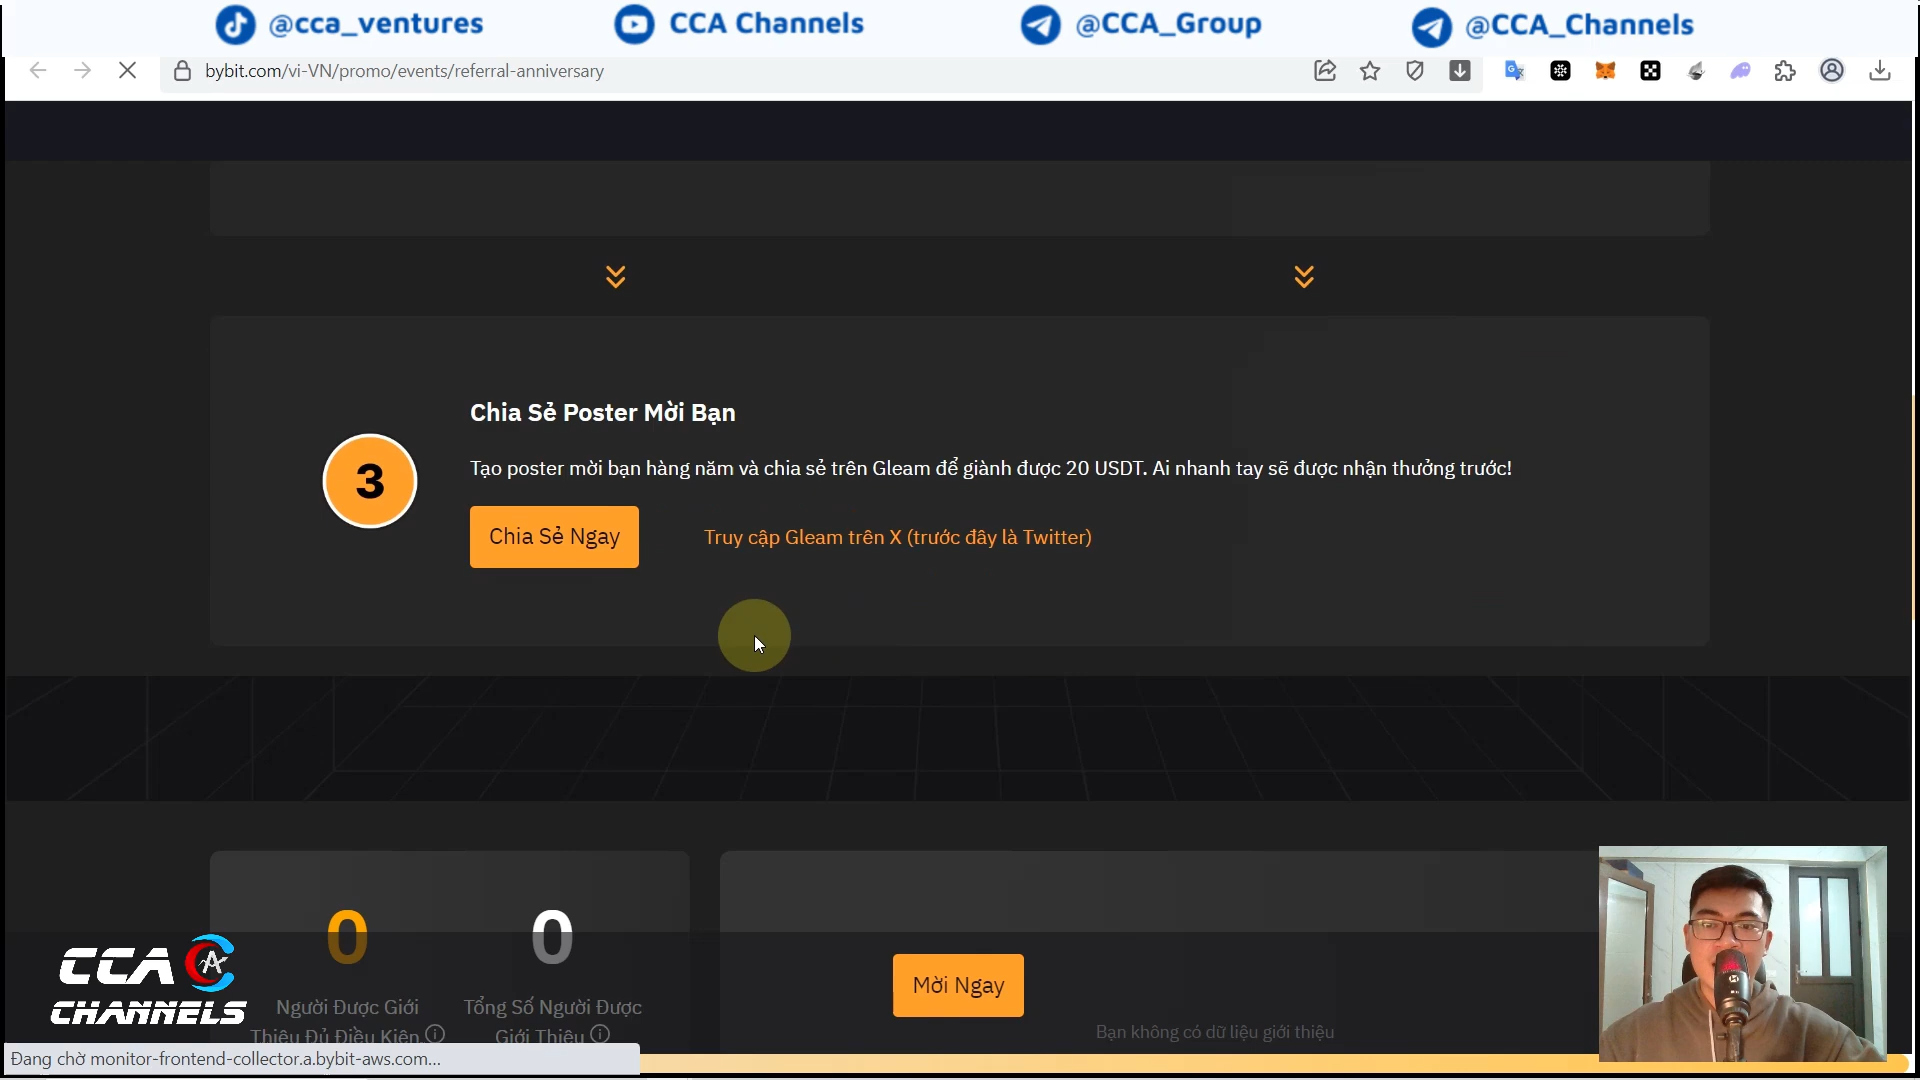 @cca_ventures
CCA Channels
@CCA_Group
@CCA_Channels
bybit.com/vi-VN/promo/events/referral-anniversary
3
Chia Sẻ Poster Mời Bạn
Tạo poster mời bạn hàng năm và chia sẻ trên Gleam để giành được 20 USDT. Ai nhanh tay sẽ được nhận thưởng trước!
Chia Sẻ Ngay
Truy cập Gleam trên X (trước đây là Twitter)
0
0
Người Được Giới
Thiệu Đủ Điều Kiện
Tổng Số Người Được
Giới Thiệu
Mời Ngay
Bạn không có dữ liệu giới thiệu
CCA
CHANNELS
Đang chờ monitor-frontend-collector.a.bybit-aws.com...